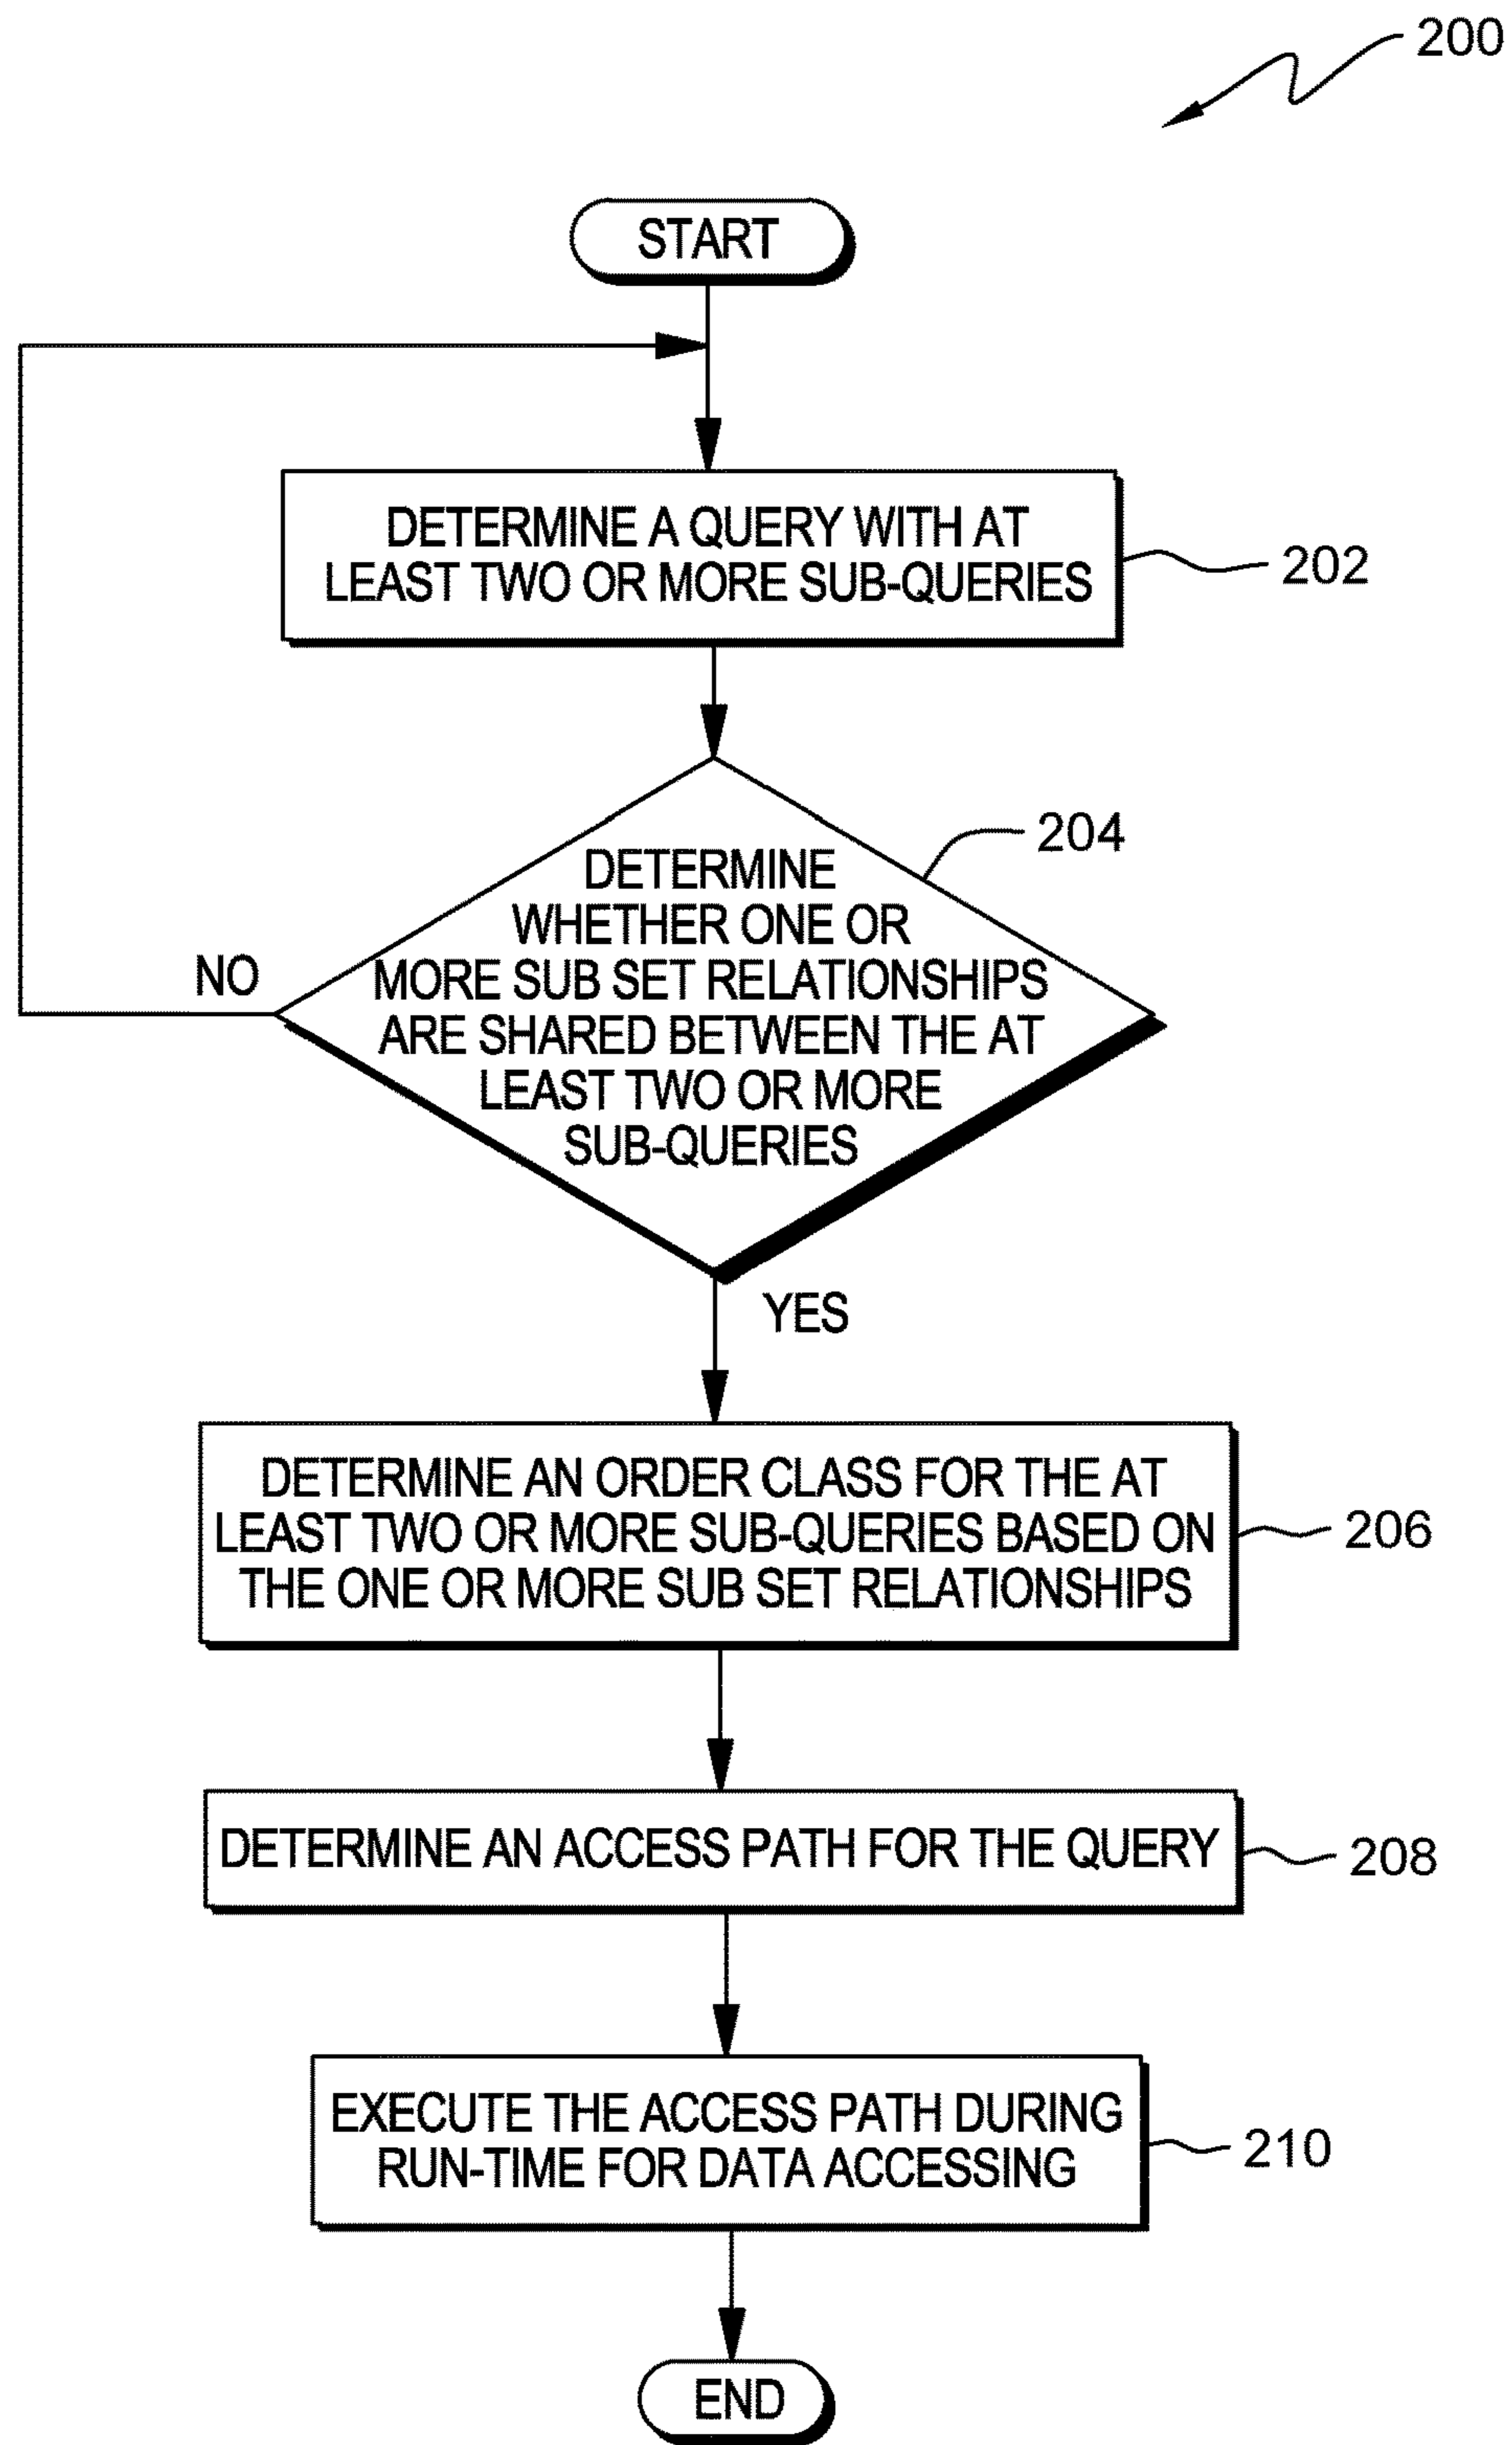 200
START
DETERMINE A QUERY WITH AT
LEAST TWO OR MORE SUB-QUERIES
202
DETERMINE
WHETHER ONE OR
MORE SUB SET RELATIONSHIPS
ARE SHARED BETWEEN THE AT
LEAST TWO OR MORE
SUB-QUERIES
204
NO
YES
DETERMINE AN ORDER CLASS FOR THE AT
LEAST TWO OR MORE SUB-QUERIES BASED ON
THE ONE OR MORE SUB SET RELATIONSHIPS
206
DETERMINE AN ACCESS PATH FOR THE QUERY
208
EXECUTE THE ACCESS PATH DURING
RUN-TIME FOR DATA ACCESSING
210
END